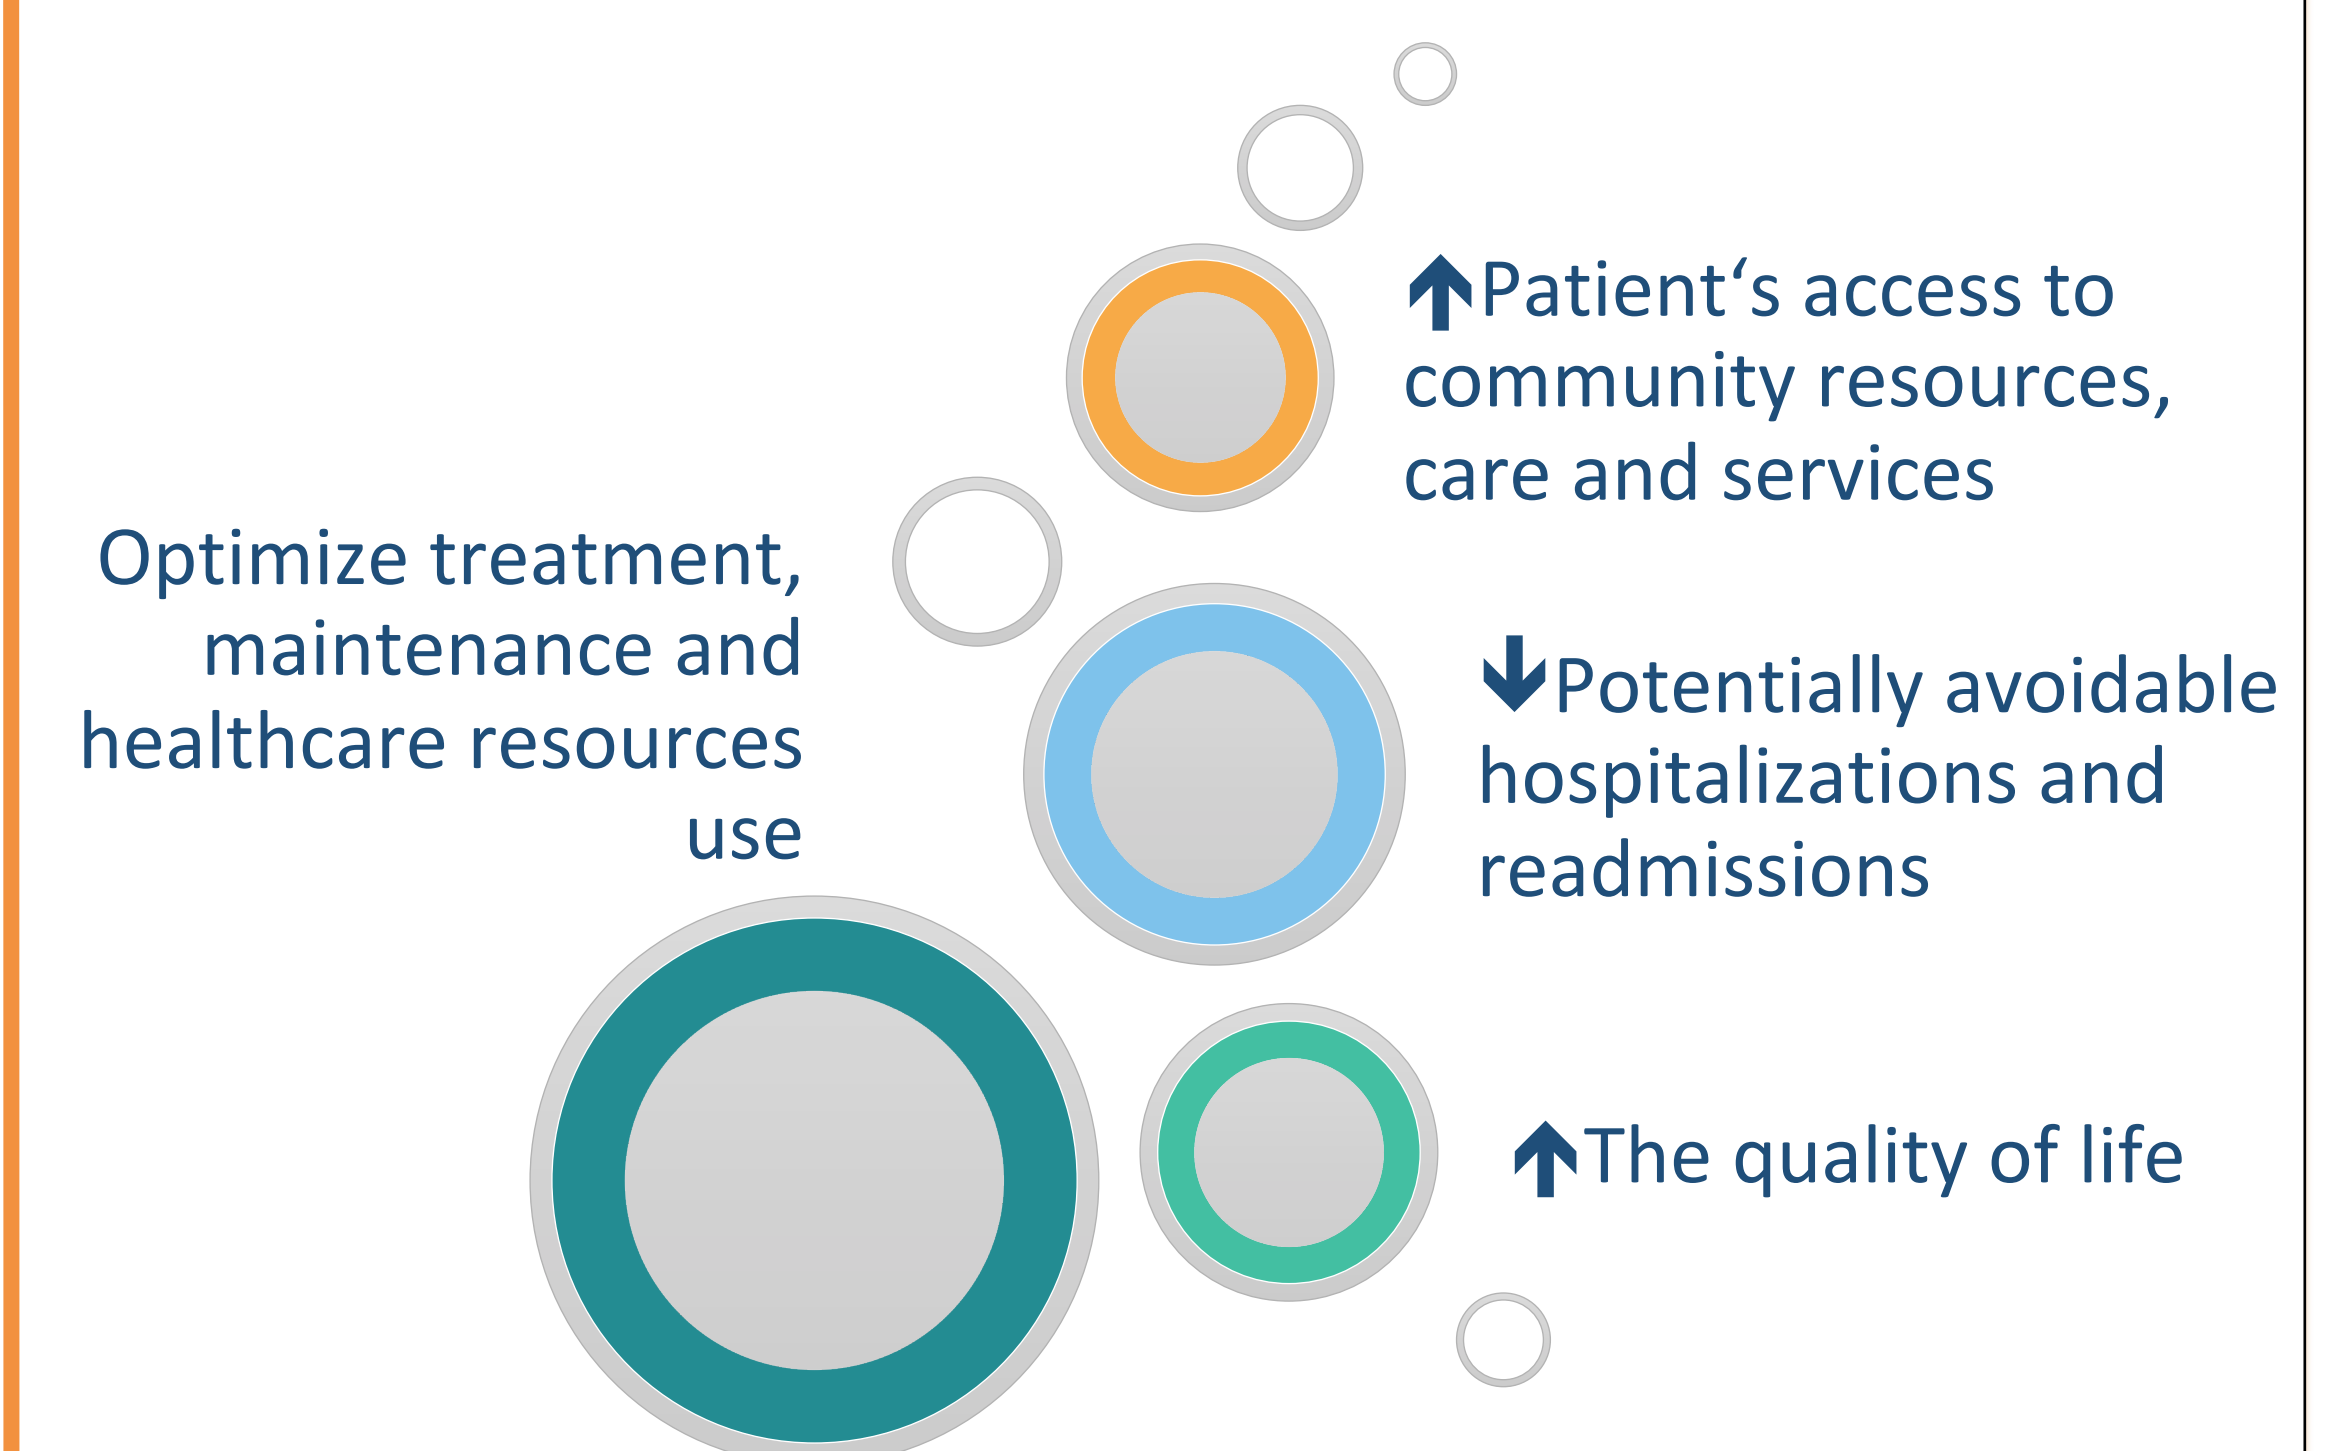 Optimize treatment,
maintenance and
healthcare resources
use
↑Patient‘s access to
community resources,
care and services
↓Potentially avoidable
hospitalizations and
readmissions
↑The quality of life